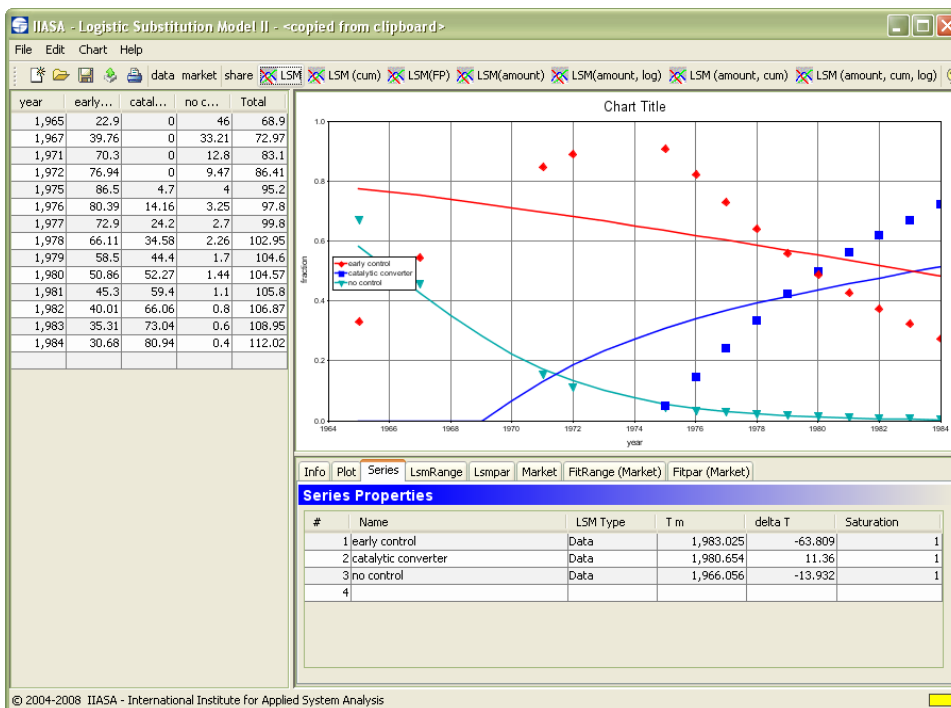 IIASA - Logistic Substitution Model II - <copied from clipboard>
File Edit Chart Help
data market share LSM LSM (cum) LSM(FP) LSM(amount) LSM(amount, log) LSM (amount, cum) LSM (amount, cum, log)
year early... catal... no c... Total
1,965 22.9 0 46 68.9
1,967 39.76 0 33.21 72.97
1,971 70.3 0 12.8 83.1
1,972 76.94 0 9.47 86.41
1,975 86.5 4.7 4 95.2
1,976 80.39 14.16 3.25 97.8
1,977 72.9 24.2 2.7 99.8
1,978 66.11 34.58 2.26 102.95
1,979 58.5 44.4 1.7 104.6
1,980 50.86 52.27 1.44 104.57
1,981 45.3 59.4 1.1 105.8
1,982 40.01 66.06 0.8 106.87
1,983 35.31 73.04 0.6 108.95
1,984 30.68 80.94 0.4 112.02
Chart Title
1.0
0.8
0.6
0.4
0.2
0.0
fraction
early control
catalytic converter
no control
1964 1966 1968 1970 1972 1974 1976 1978 1980 1982 1984
year
Info Plot Series LsmRange Lsmpar Market FitRange (Market) Fitpar (Market)
Series Properties
# Name LSM Type T m delta T Saturation
1 early control Data 1,983.025 -63.809 1
2 catalytic converter Data 1,980.654 11.36 1
3 no control Data 1,966.056 -13.932 1
4
© 2004-2008 IIASA - International Institute for Applied System Analysis